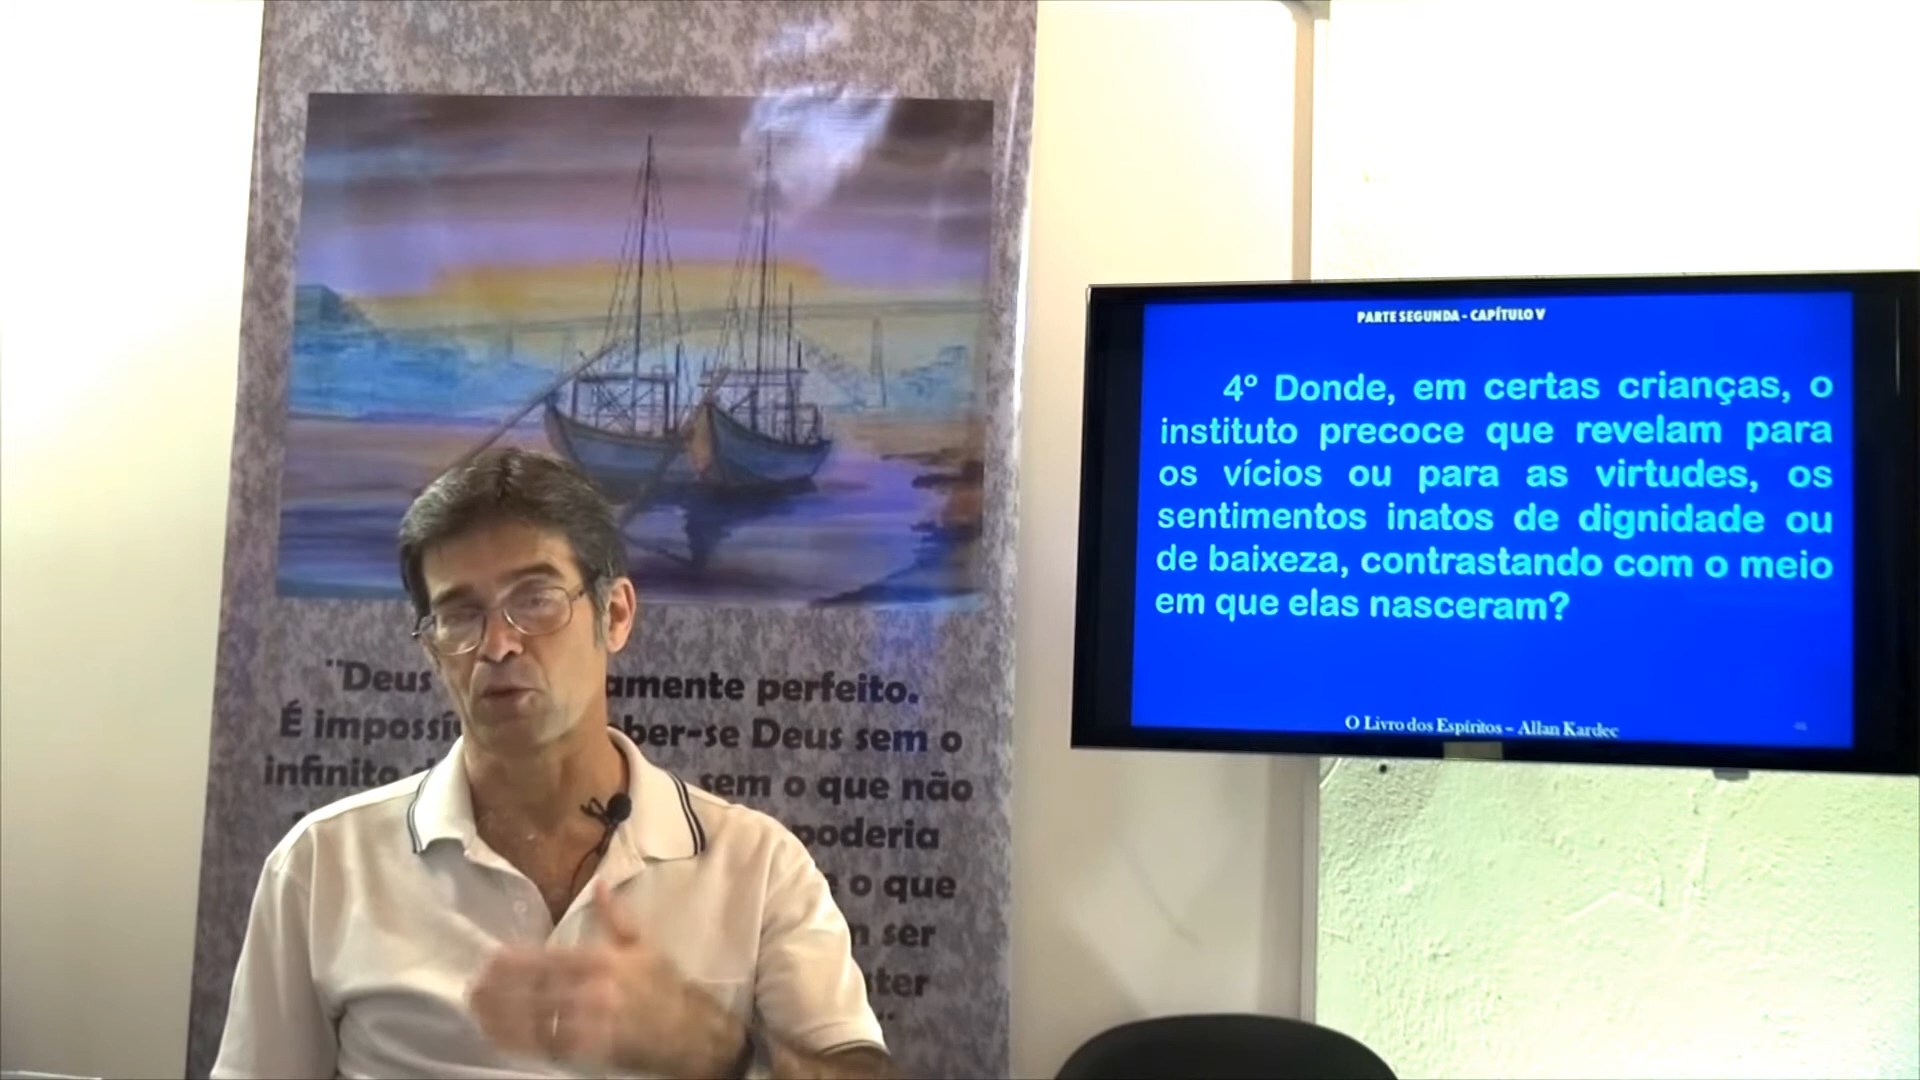 ¨Deus amente perfeito.
É impossí ber-se Deus sem o
infinito d sem o que não
poderia
o que
ser
ster
¨
PARTE SEGUNDA - CAPÍTULO V
4º Donde, em certas crianças, o
instituto precoce que revelam para
os vícios ou para as virtudes, os
sentimentos inatos de dignidade ou
de baixeza, contrastando com o meio
em que elas nasceram?
O Livro dos Espíritos – Allan Kardec